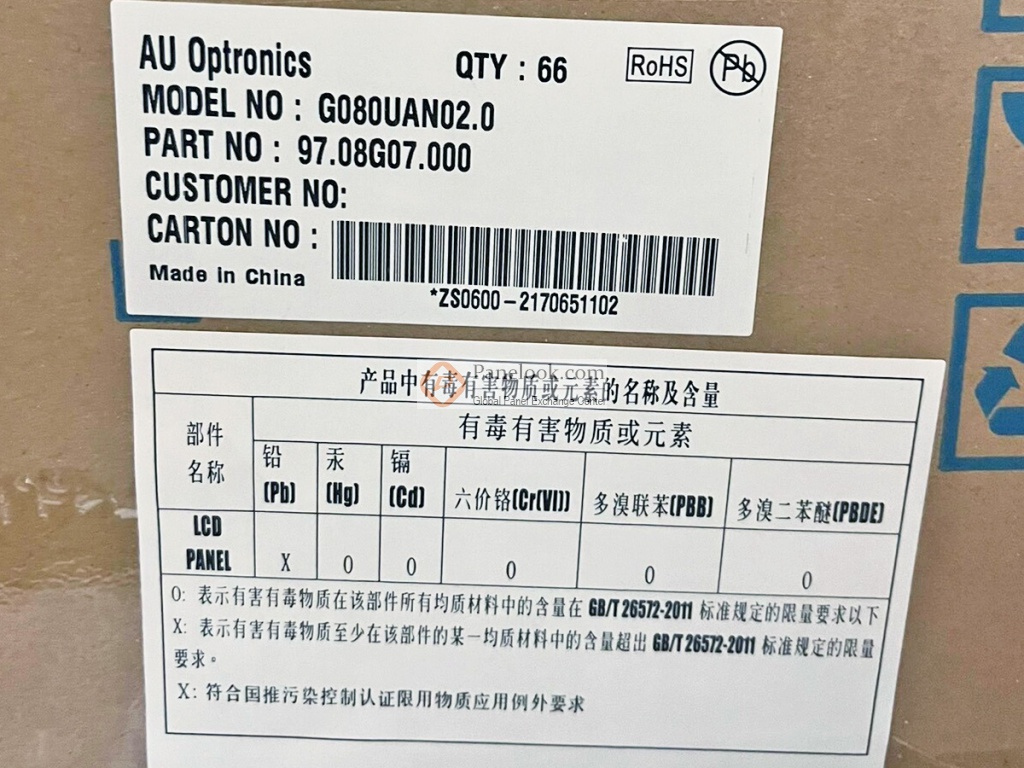 AU Optronics QTY : 66 RoHS Pb
MODEL NO : G080UAN02.0
PART NO : 97.08G07.000
CUSTOMER NO:
CARTON NO :
Made in China
*ZS0600-2170651102
Panelook.com
Global Panel Exchange Center
产品中有毒有害物质或元素的名称及含量
部件名称 有毒有害物质或元素
铅(Pb) 汞(Hg) 镉(Cd) 六价铬(Cr(VI)) 多溴联苯(PBB) 多溴二苯醚(PBDE)
LCD PANEL X O O O O O
O: 表示有害有毒物质在该部件所有均质材料中的含量在 GB/T 26572-2011 标准规定的限量要求以下
X: 表示有害有毒物质至少在该部件的某一均质材料中的含量超出 GB/T 26572-2011 标准规定的限量
要求。
X: 符合国推污染控制认证限用物质应用例外要求